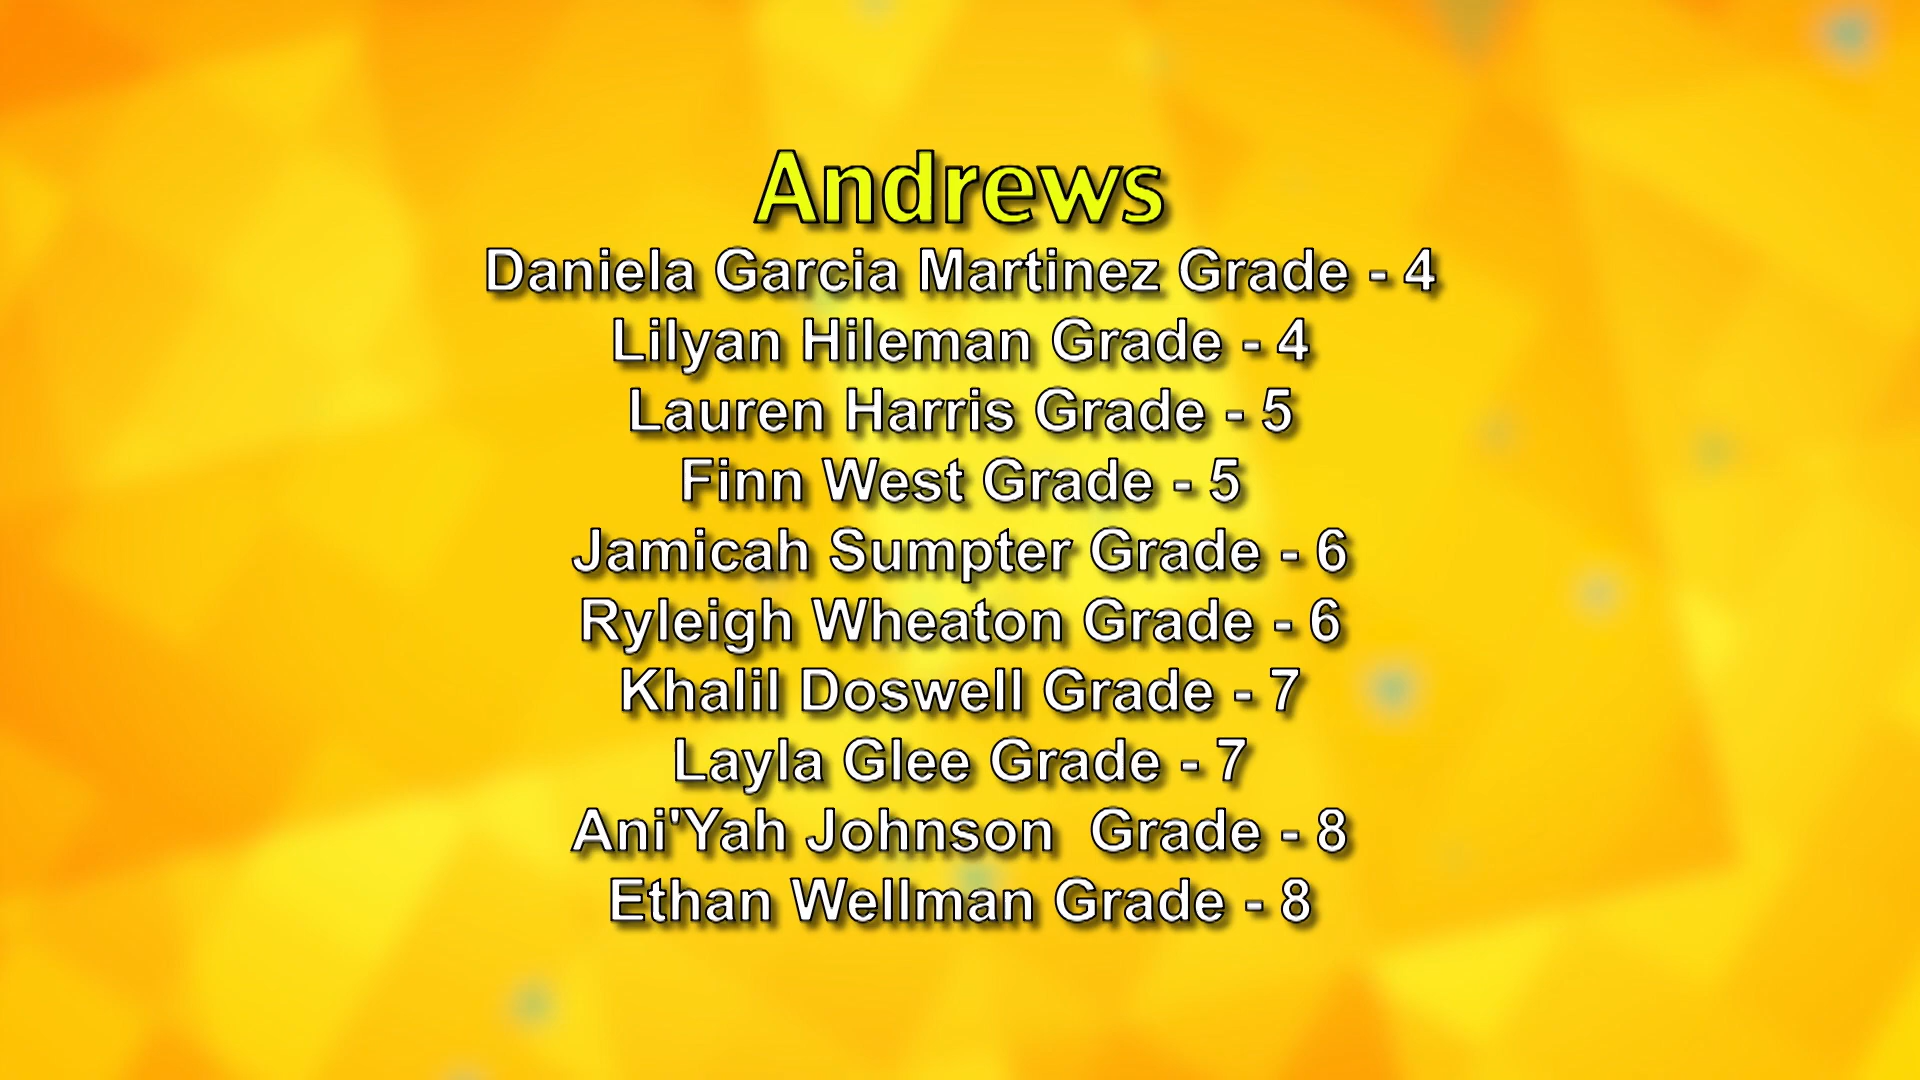 Andrews
Daniela Garcia Martinez Grade - 4
Lilyan Hileman Grade - 4
Lauren Harris Grade - 5
Finn West Grade - 5
Jamicah Sumpter Grade - 6
Ryleigh Wheaton Grade - 6
Khalil Doswell Grade - 7
Layla Glee Grade - 7
Ani'Yah Johnson  Grade - 8
Ethan Wellman Grade - 8